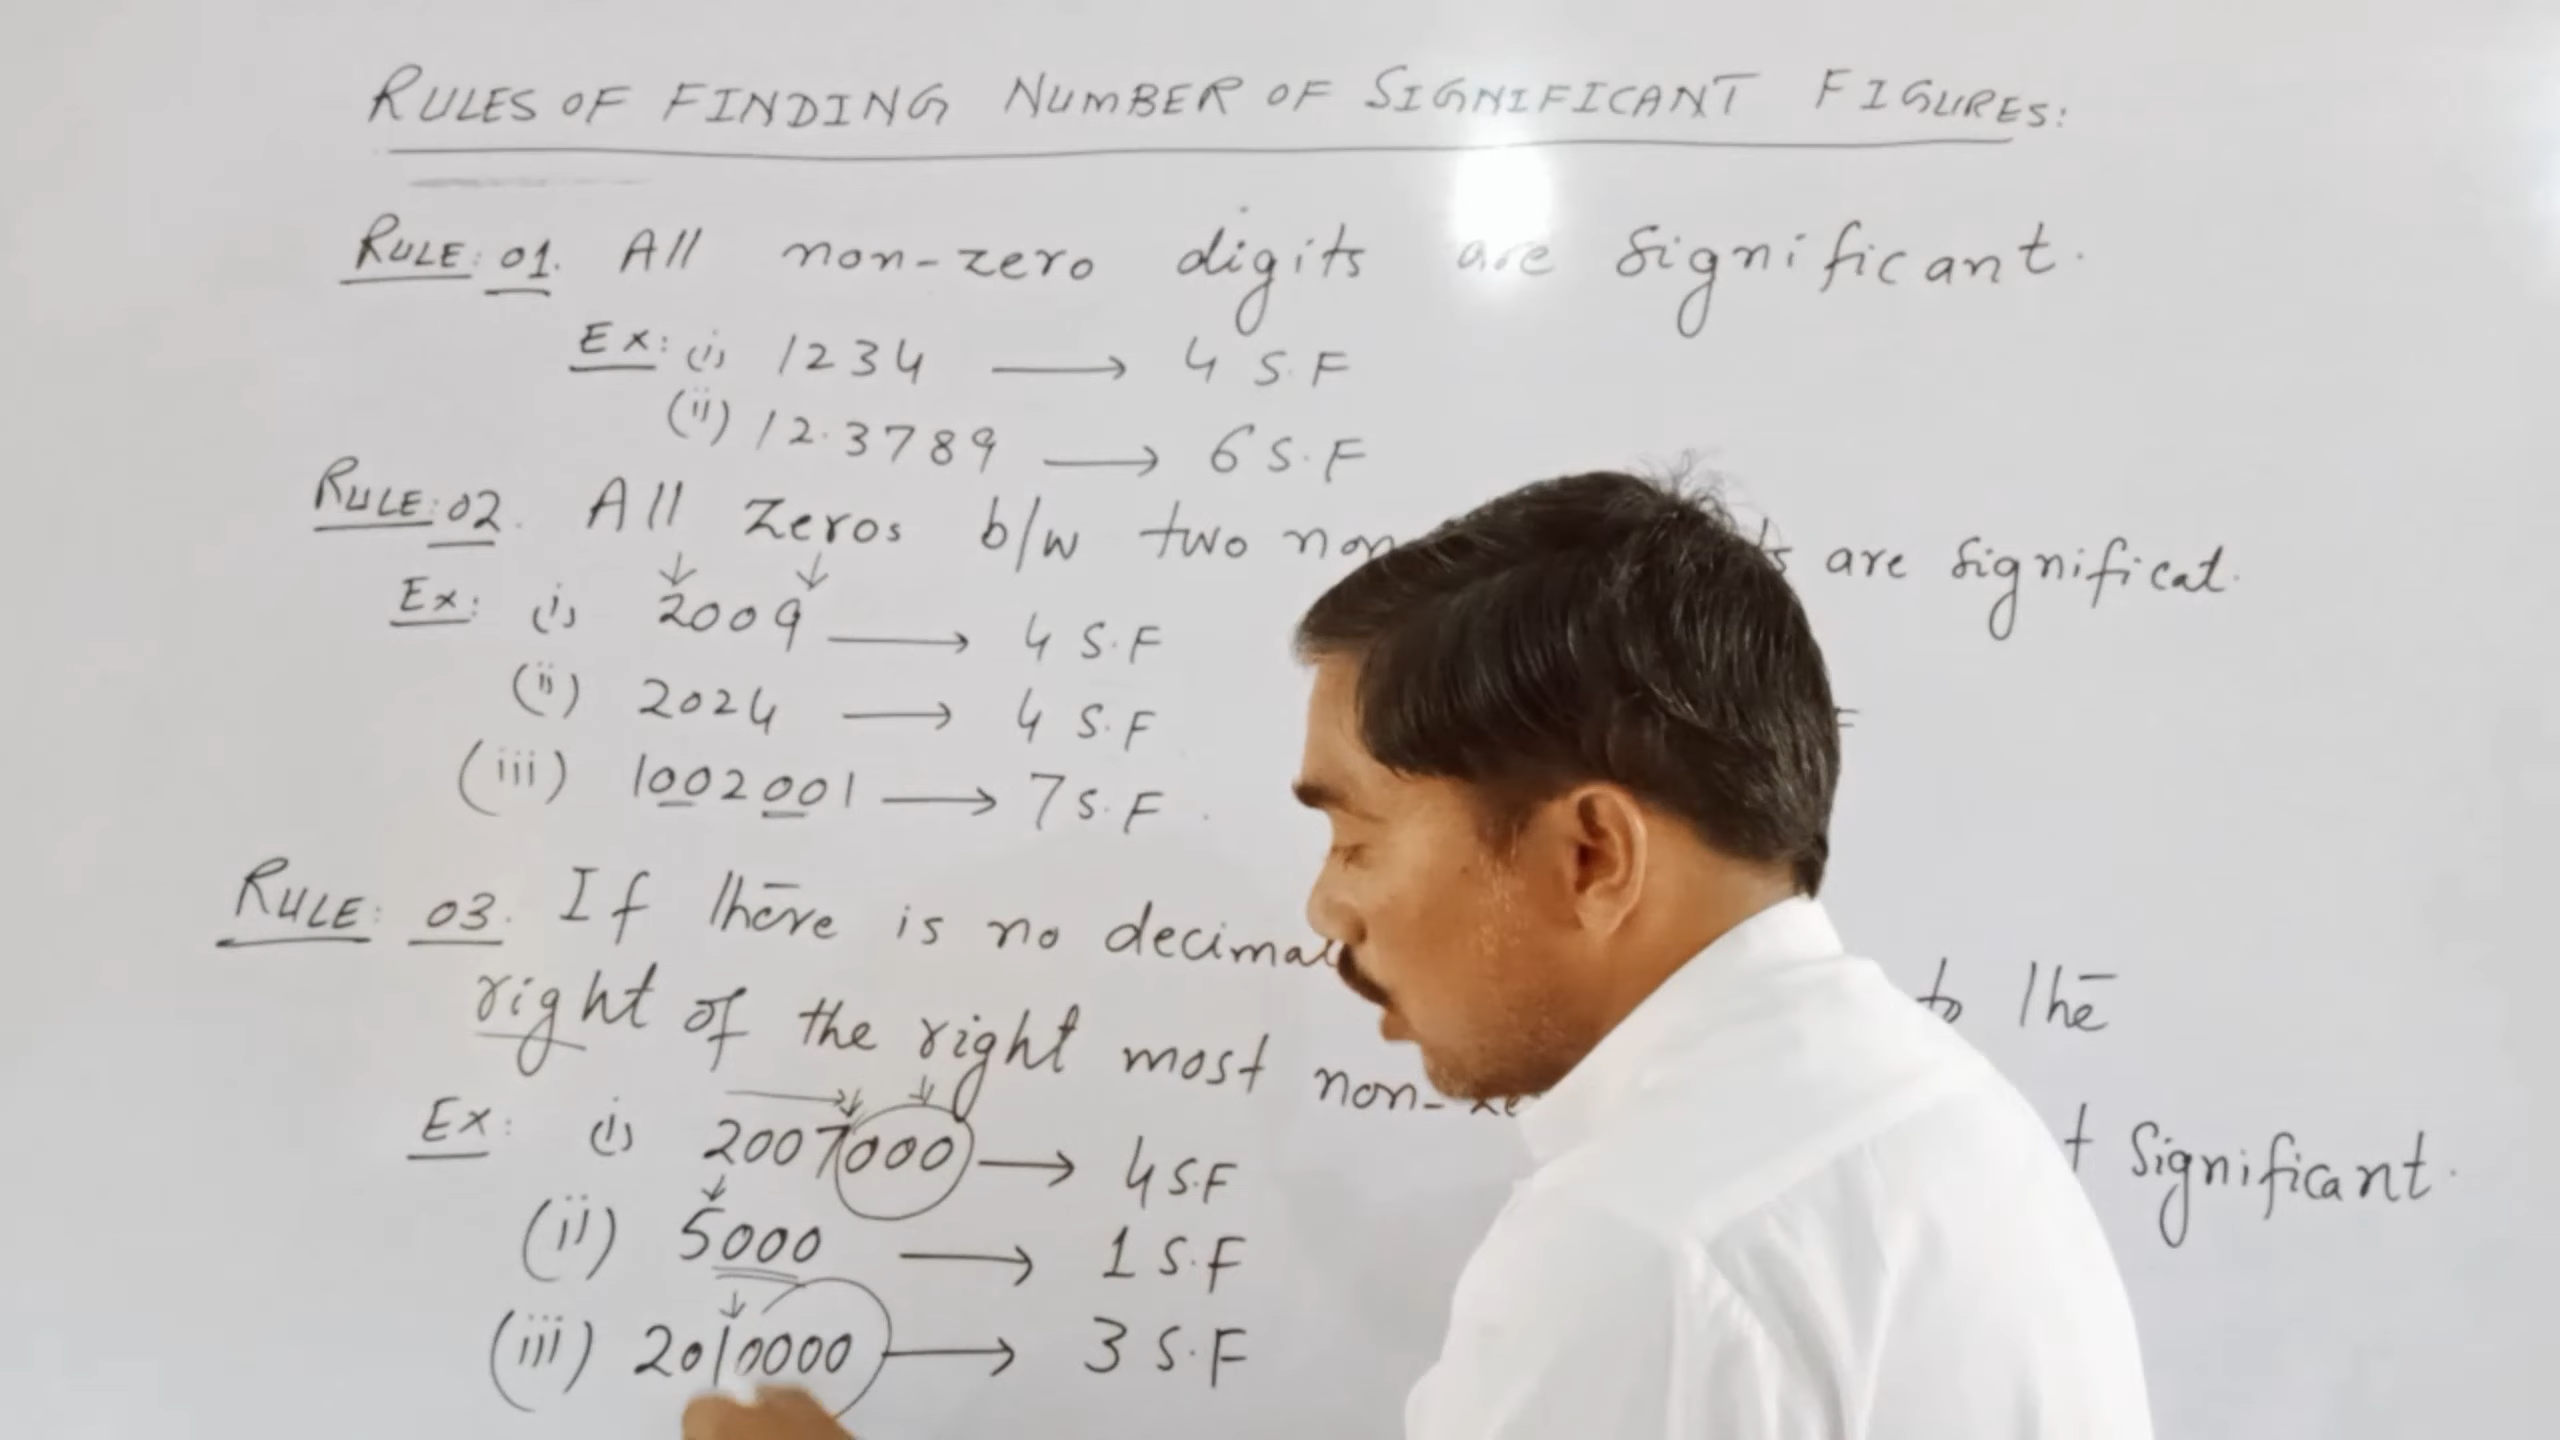 RULES OF FINDING NUMBER OF SIGNIFICANT FIGURES:
RULE: 01. All non-zero digits are significant.
Ex: (i) 1234 → 4 S.F
(ii) 12.3789 → 6 S.F
RULE: 02. All zeros b/w two non are significat.
Ex: (i) 2009 → 4 S.F
(ii) 2024 → 4 S.F
(iii) 1002001 → 7 S.F
RULE: 03. If there is no decimal to the
right of the right most non- t significant.
Ex: (i) 2007000 → 4 S.F
(ii) 5000 → 1 S.F
(iii) 2010000 → 3 S.F